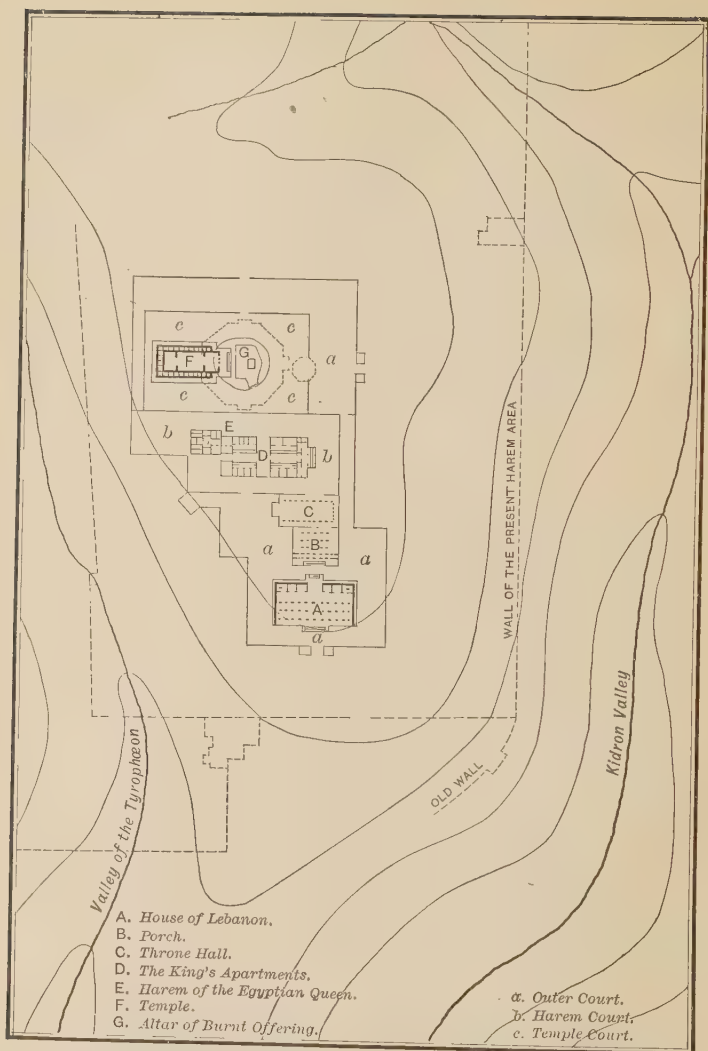 c
c
a
F
G
c
c
b
E
D
b
C
B
a
a
A
a
WALL OF THE PRESENT HAREM AREA
OLD WALL
Kidron Valley
Valley of the Tyrophæon
A. House of Lebanon.
B. Porch.
C. Throne Hall.
D. The King's Apartments.
E. Harem of the Egyptian Queen.
F. Temple.
G. Altar of Burnt Offering.
a. Outer Court.
b. Harem Court.
c. Temple Court.